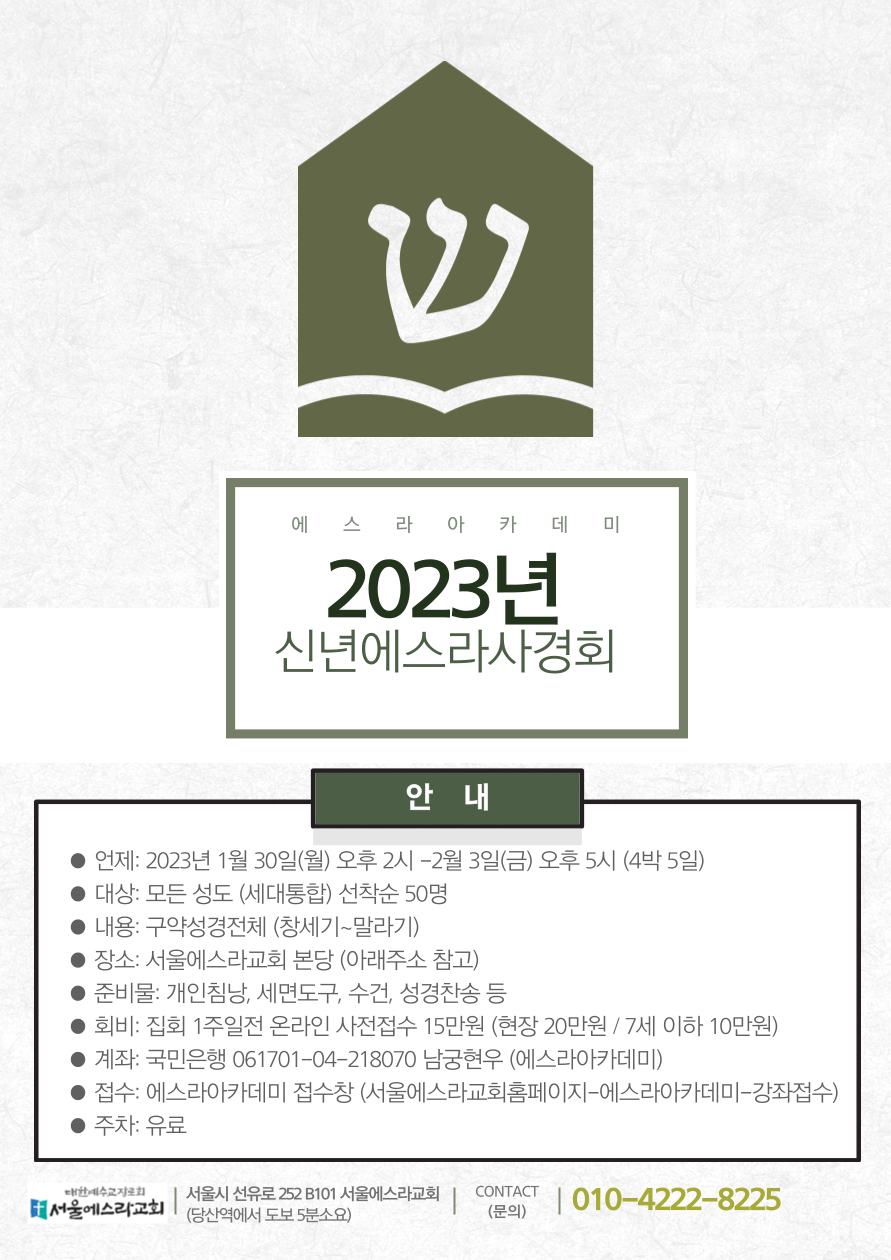 ש
에스라아카데미
2023년
신년에스라사경회
안 내
● 언제: 2023년 1월 30일(월) 오후 2시 -2월 3일(금) 오후 5시 (4박 5일)
● 대상: 모든 성도 (세대통합) 선착순 50명
● 내용: 구약성경전체 (창세기~말라기)
● 장소: 서울에스라교회 본당 (아래주소 참고)
● 준비물: 개인침낭, 세면도구, 수건, 성경찬송 등
● 회비: 집회 1주일전 온라인 사전접수 15만원 (현장 20만원 / 7세 이하 10만원)
● 계좌: 국민은행 061701-04-218070 남궁현우 (에스라아카데미)
● 접수: 에스라아카데미 접수창 (서울에스라교회홈페이지-에스라아카데미-강좌접수)
● 주차: 유료
대한예수교장로회
서울에스라교회
서울시 선유로 252 B101 서울에스라교회
(당산역에서 도보 5분소요)
CONTACT
(문의)
010-4222-8225